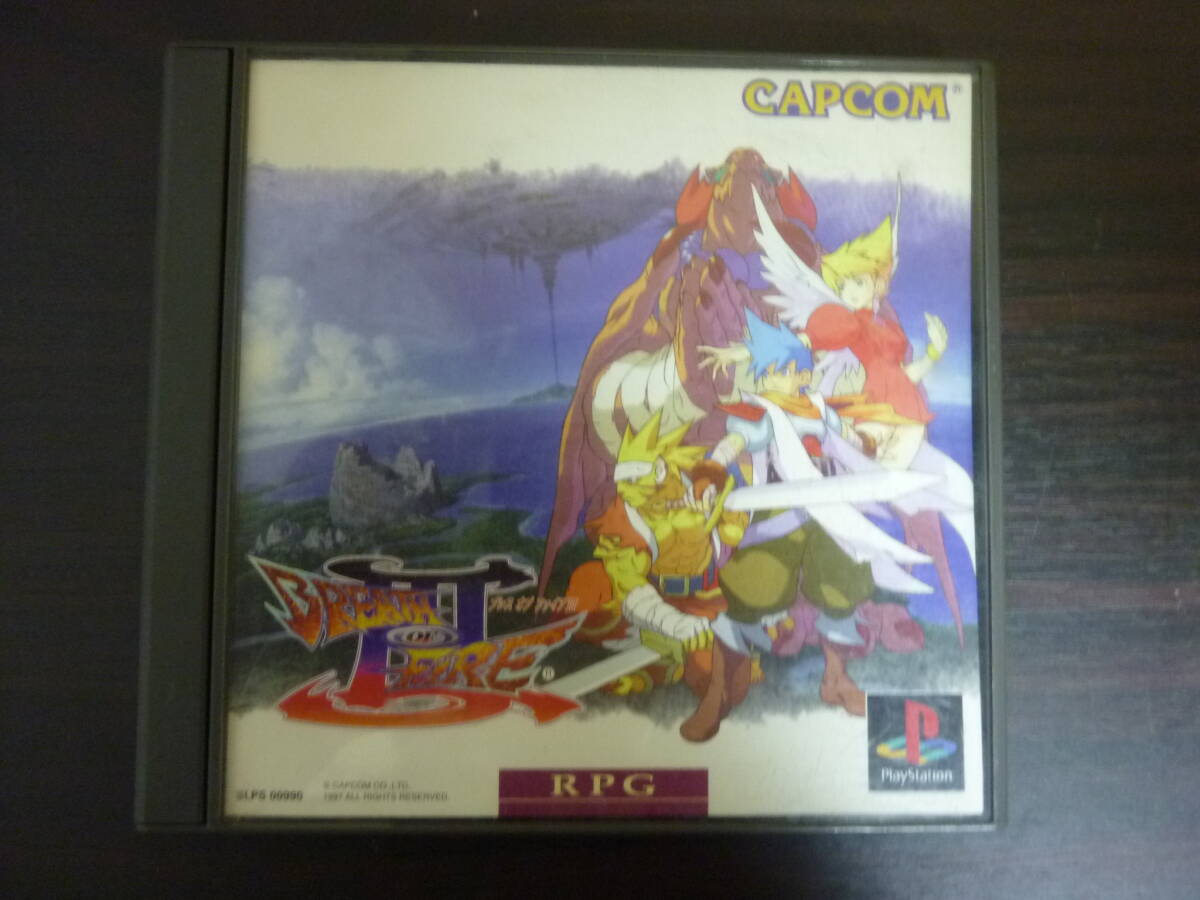 CAPCOM®
BREATH
OF
FIRE®
III
ブレス オブ ファイアIII
PlayStation
RPG
SLPS 00990
© CAPCOM CO.,LTD.
1997 ALL RIGHTS RESERVED.